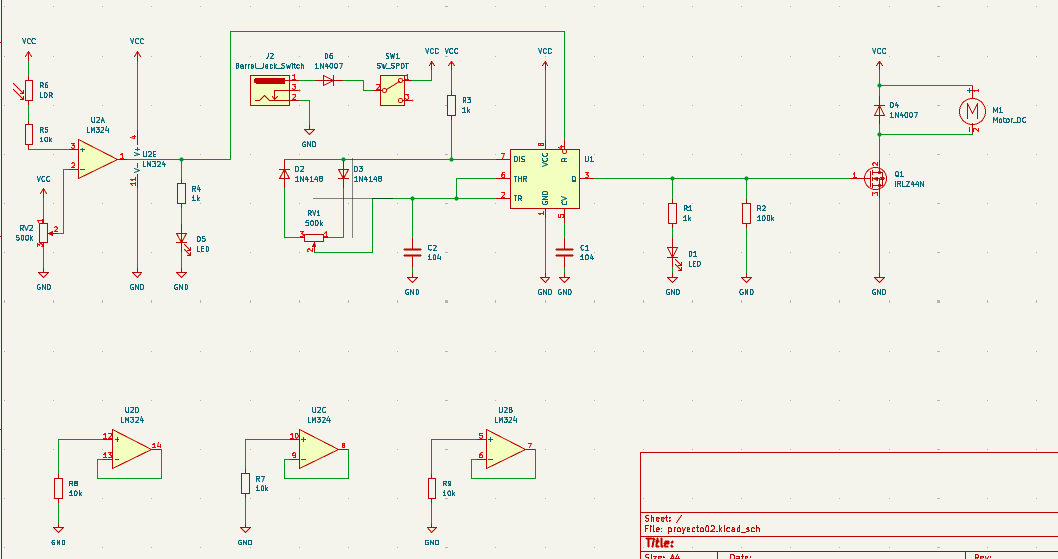 VCC
VCC
VCC
VCC
VCC
VCC
J2
Barrel_Jack_Switch
D6
1N4007
SW1
SW_SPDT
1
3
2
2
1
3
R6
LDR
R5
10k
U2A
LM324
3
2
1
+
-
4
V+
U2E
LM324
V-
11
R3
1k
GND
D4
1N4007
+
1
M
M1
Motor_DC
-
2
VCC
RV2
500k
1
2
3
R4
1k
D5
LED
D2
1N4148
D3
1N4148
RV1
500k
3
1
2
7
DIS
6
THR
2
TR
8
VCC
4
R
U1
Q
3
GND
1
CV
5
C2
104
C1
104
R1
1k
D1
LED
R2
100k
1
2
3
Q1
IRLZ44N
GND
GND
GND
GND
GND
GND
GND
GND
GND
U2D
LM324
12
+
13
-
14
R8
10k
GND
U2C
LM324
10
+
9
-
8
R7
10k
GND
U2B
LM324
5
+
6
-
7
R9
10k
GND
Sheet: /
File: proyecto02.kicad_sch
Title:
Size: A4
Date:
Rev: